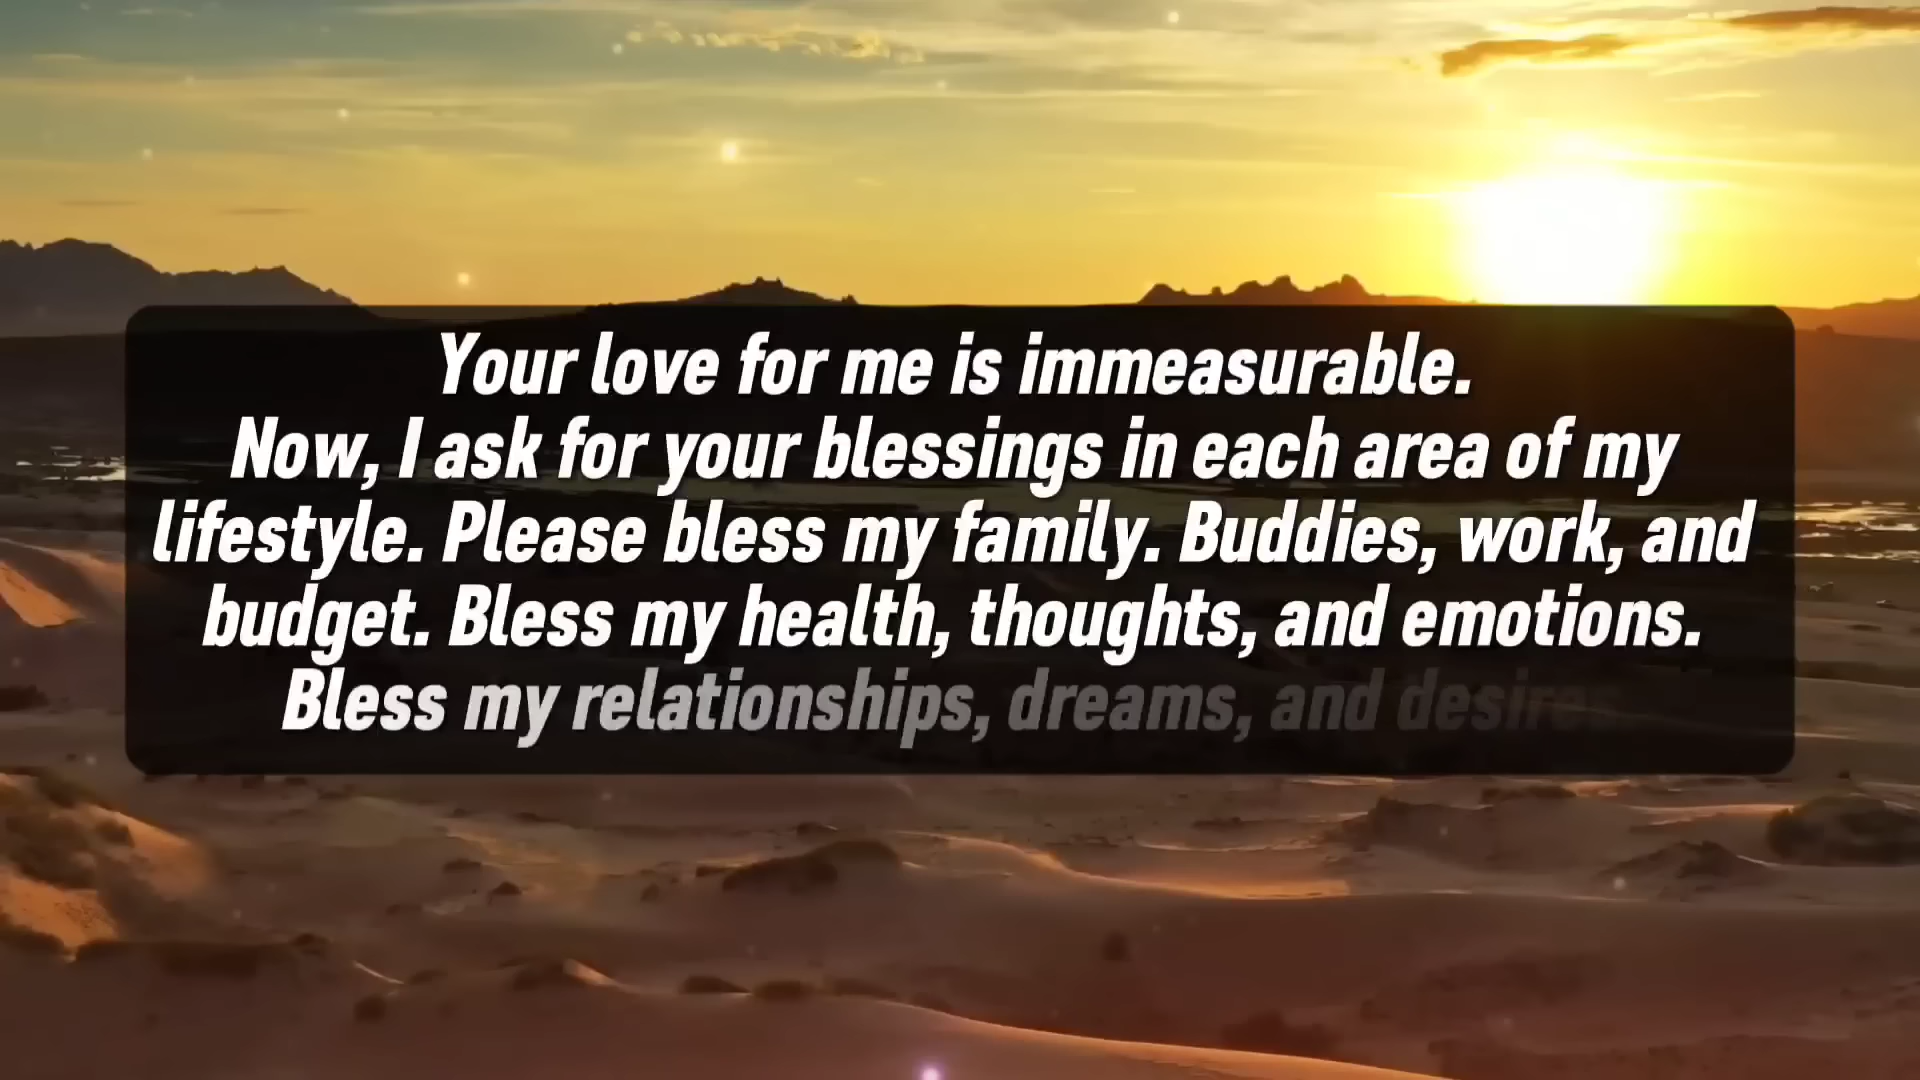 Your love for me is immeasurable.
Now, I ask for your blessings in each area of my
lifestyle. Please bless my family. Buddies, work, and
budget. Bless my health, thoughts, and emotions.
Bless my relationships, dreams, and desires